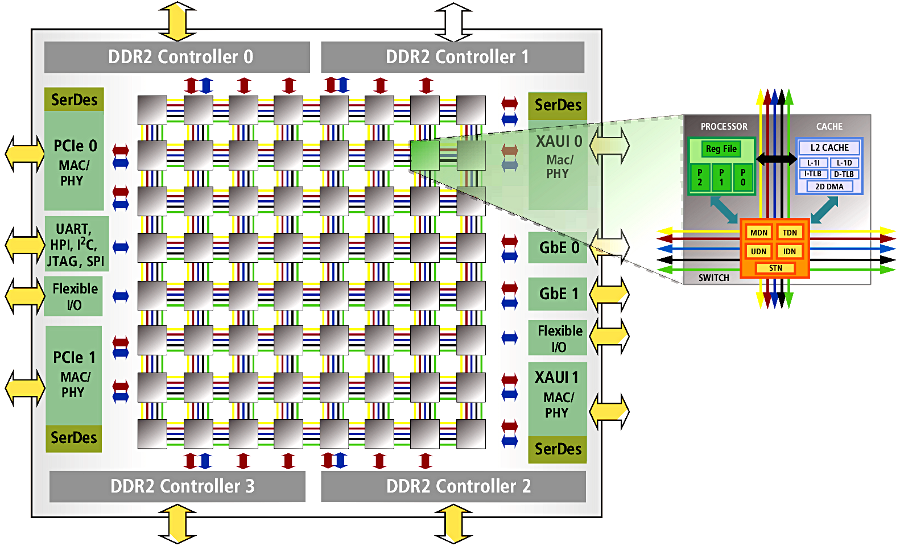 DDR2 Controller 0
DDR2 Controller 1
SerDes
PCIe 0
MAC/
PHY
UART,
HPI, I²C,
JTAG, SPI
Flexible
I/O
PCIe 1
MAC/
PHY
SerDes
SerDes
XAUI 0
Mac/
PHY
GbE 0
GbE 1
Flexible
I/O
XAUI 1
MAC/
PHY
SerDes
DDR2 Controller 3
DDR2 Controller 2
PROCESSOR
Reg File
P
2
P
1
P
0
CACHE
L2 CACHE
L-1I
L-1D
I-TLB
D-TLB
2D DMA
MDN
TDN
UDN
IDN
STN
SWITCH